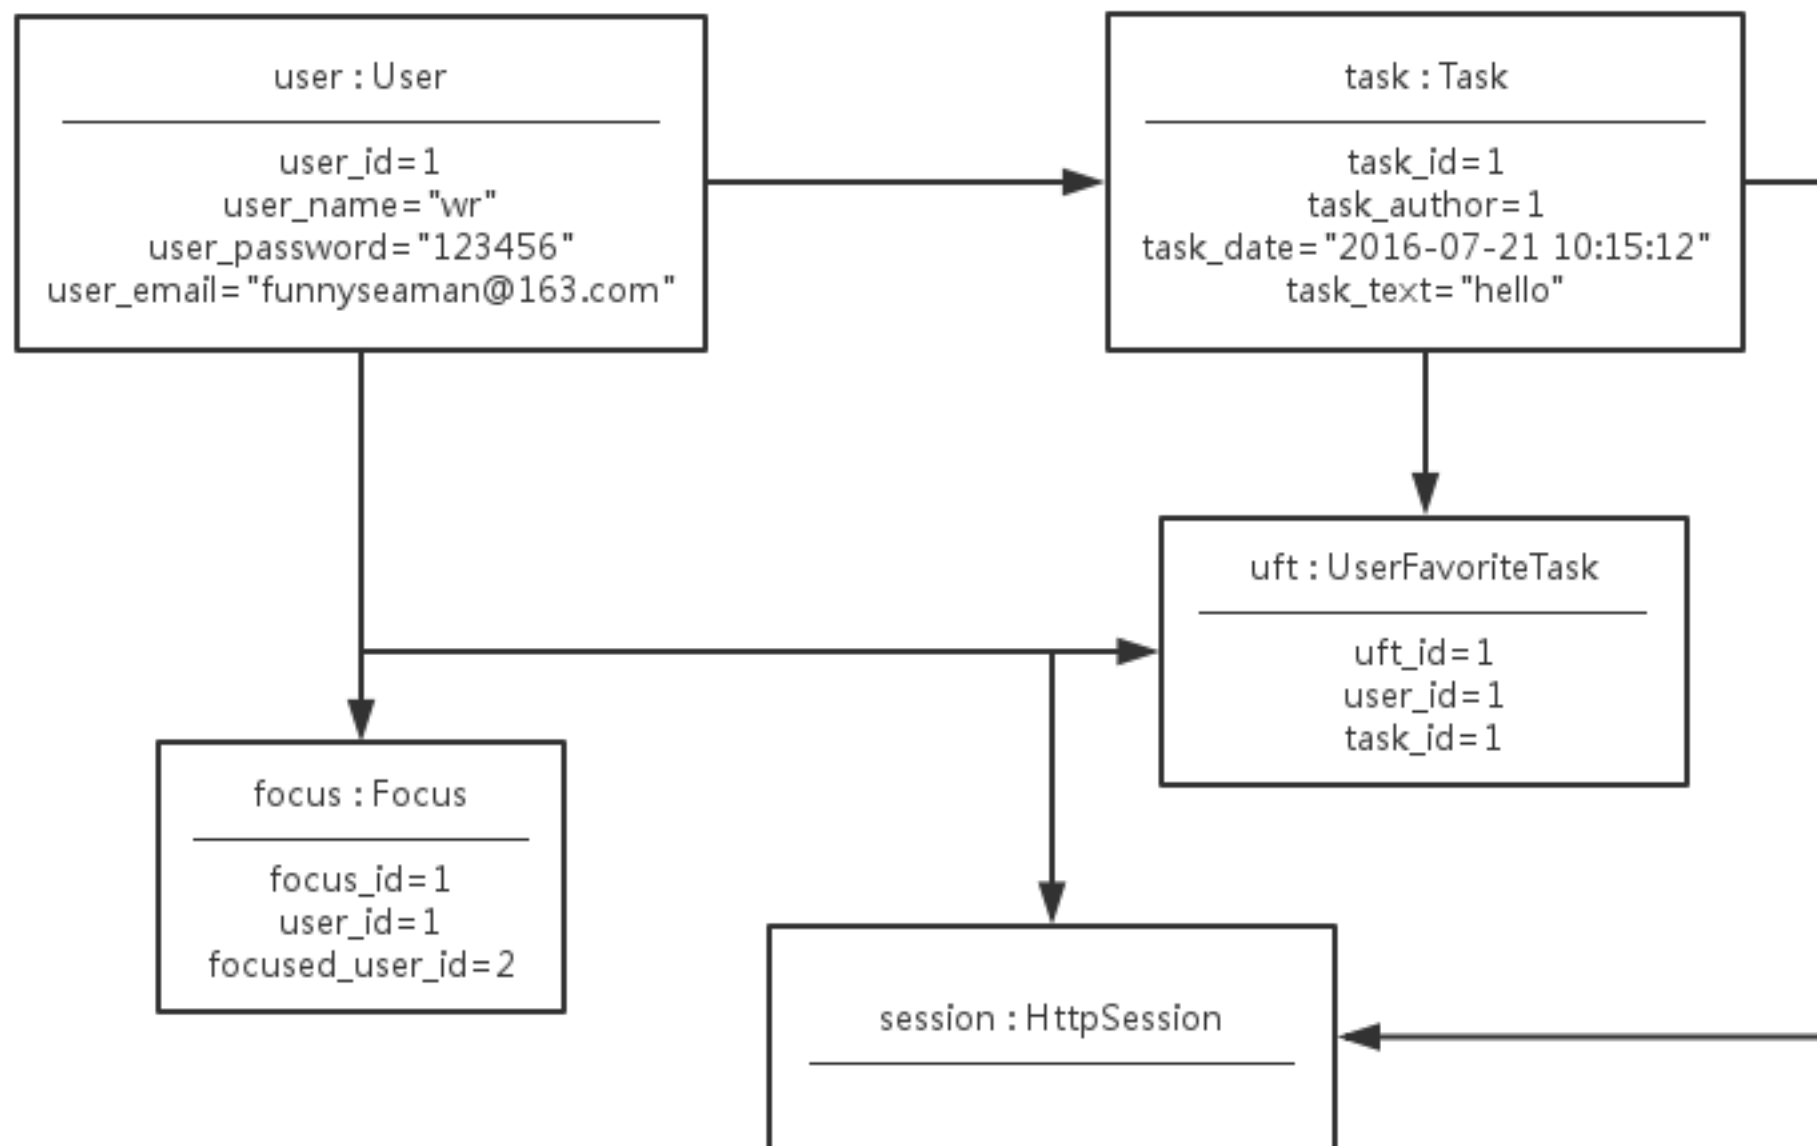 user : User
user_id=1
user_name="wr"
user_password="123456"
user_email="funnyseaman@163.com"
task : Task
task_id=1
task_author=1
task_date="2016-07-21 10:15:12"
task_text="hello"
uft : UserFavoriteTask
uft_id=1
user_id=1
task_id=1
focus : Focus
focus_id=1
user_id=1
focused_user_id=2
session : HttpSession